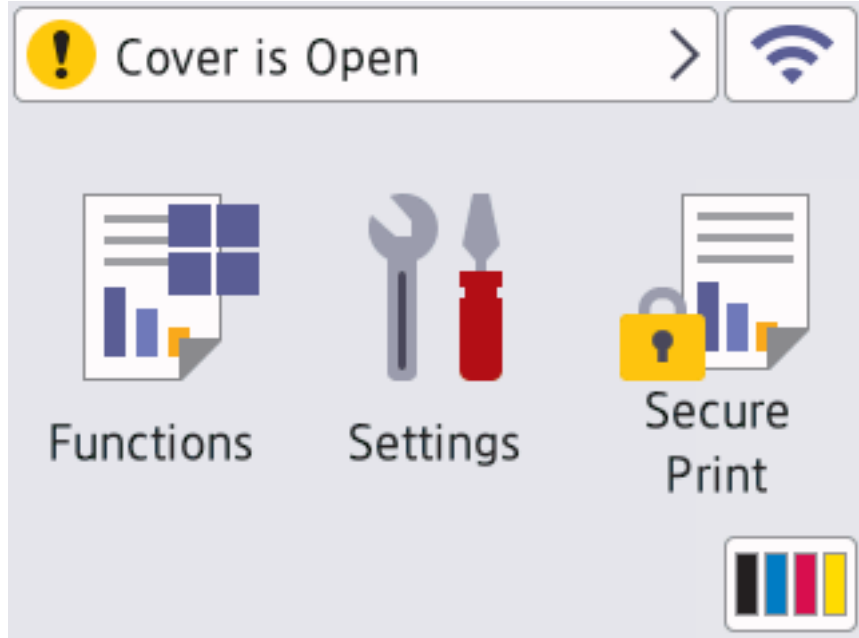 Cover is Open
Functions
Settings
Secure
Print